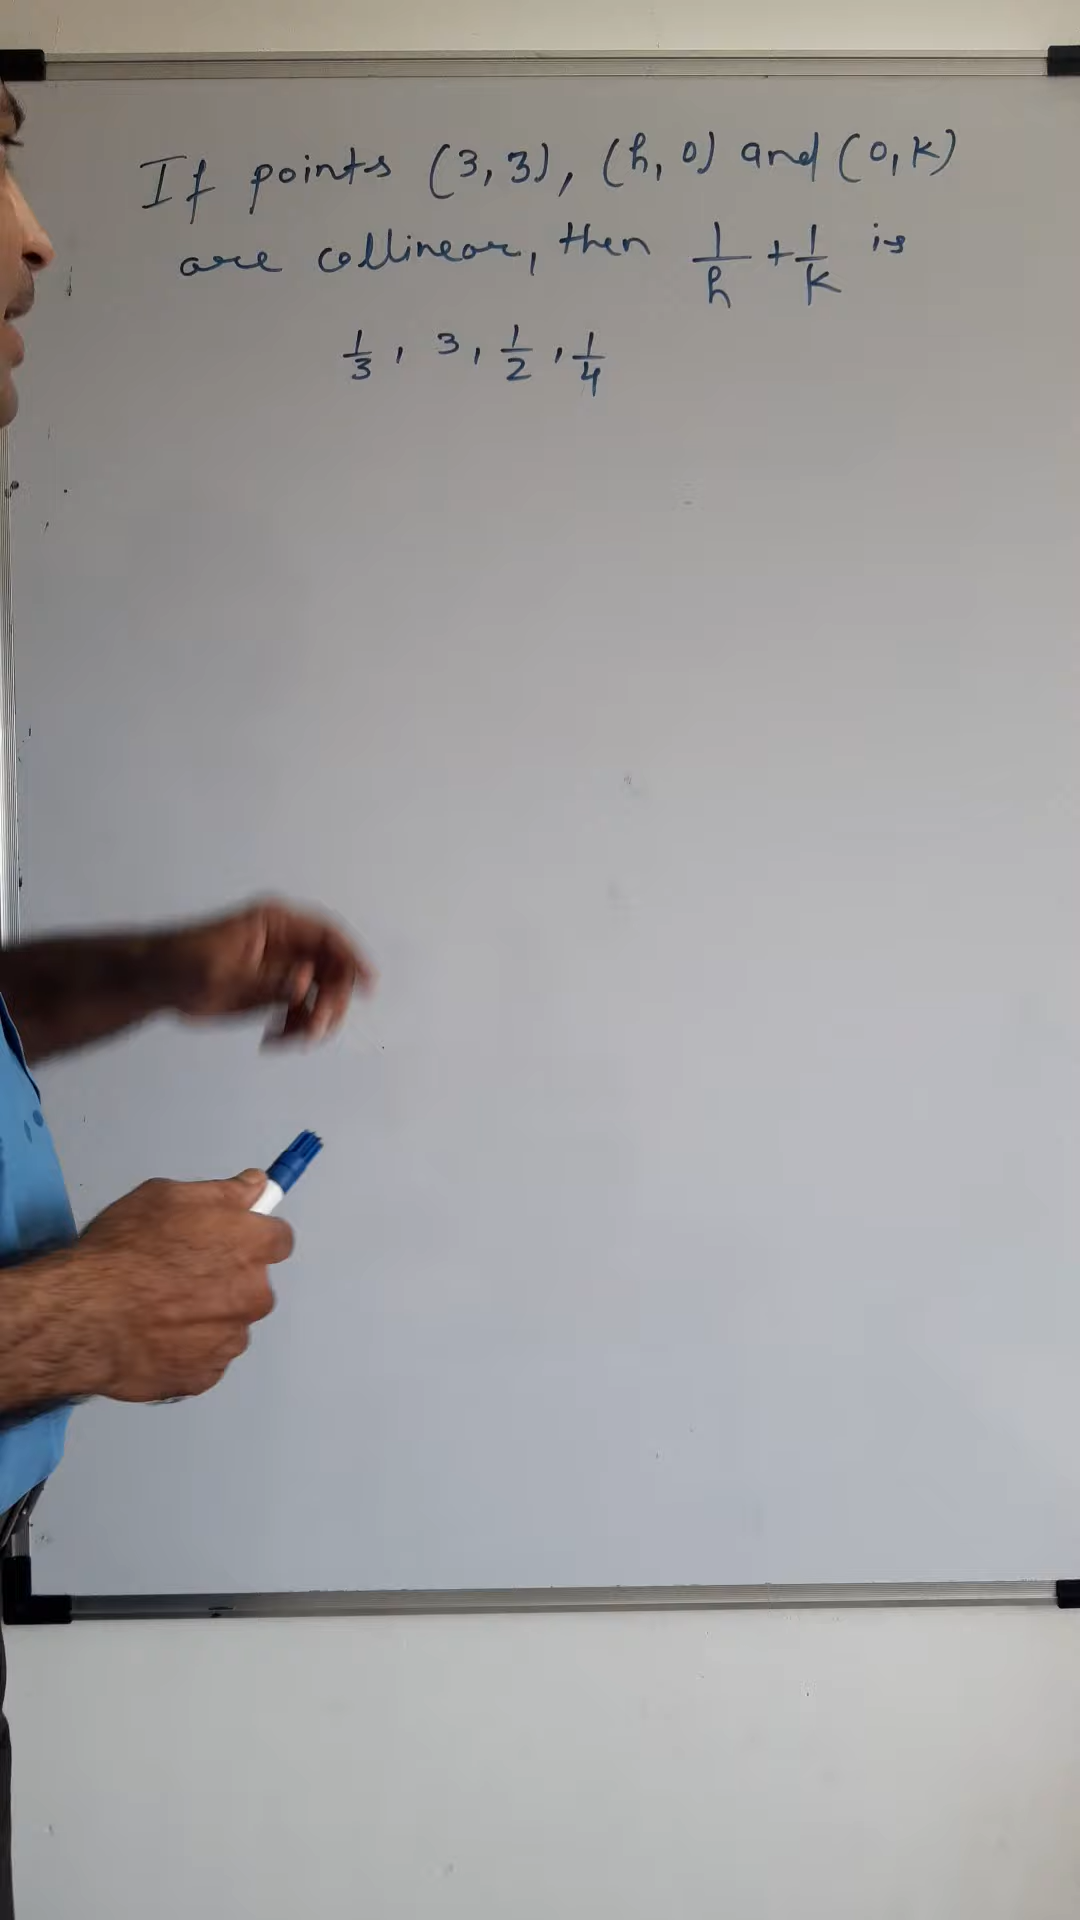 If points (3,3), (h,0) and (0,k)
are collinear, then 1/h + 1/k is
1/3, 3, 1/2, 1/4